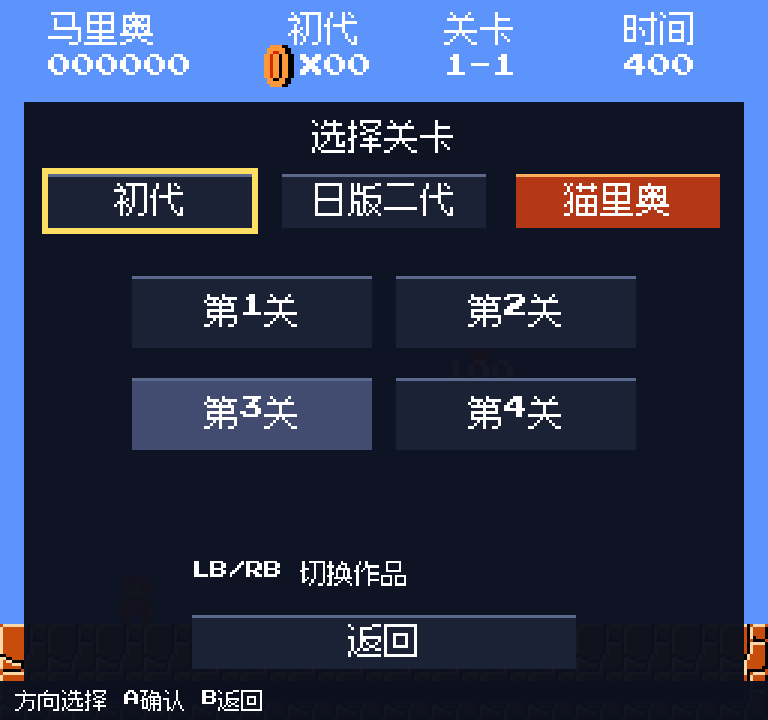 马里奥 初代 关卡 时间
000000 ×00 1-1 400
选择关卡
初代 日版二代 猫里奥
第1关 第2关
100
第3关 第4关
LB/RB 切换作品
返回
方向选择 A确认 B返回